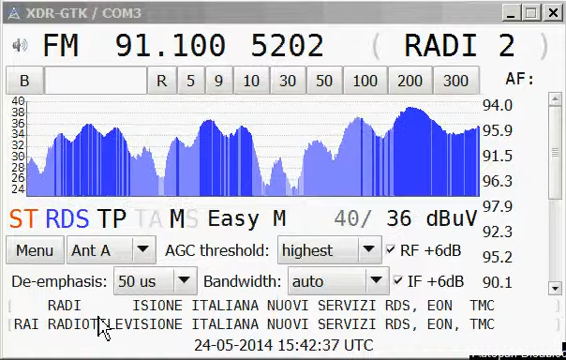 XDR-GTK / COM3
FM 91.100 5202 ( RADI 2 )
B R 5 9 10 30 50 100 200 300 AF:
40
38
36
34
32
30
28
26
24
94.0
95.9
91.5
96.3
97.9
92.3
95.2
90.1
ST RDS TP TA M S Easy M 40/ 36 dBuV
Menu Ant A AGC threshold: highest RF +6dB
De-emphasis: 50 us Bandwidth: auto IF +6dB
[ RADI ISIONE ITALIANA NUOVI SERVIZI RDS, EON TMC ]
[RAI RADIOTELEVISIONE ITALIANA NUOVI SERVIZI RDS, EON, TMC ]
24-05-2014 15:42:37 UTC